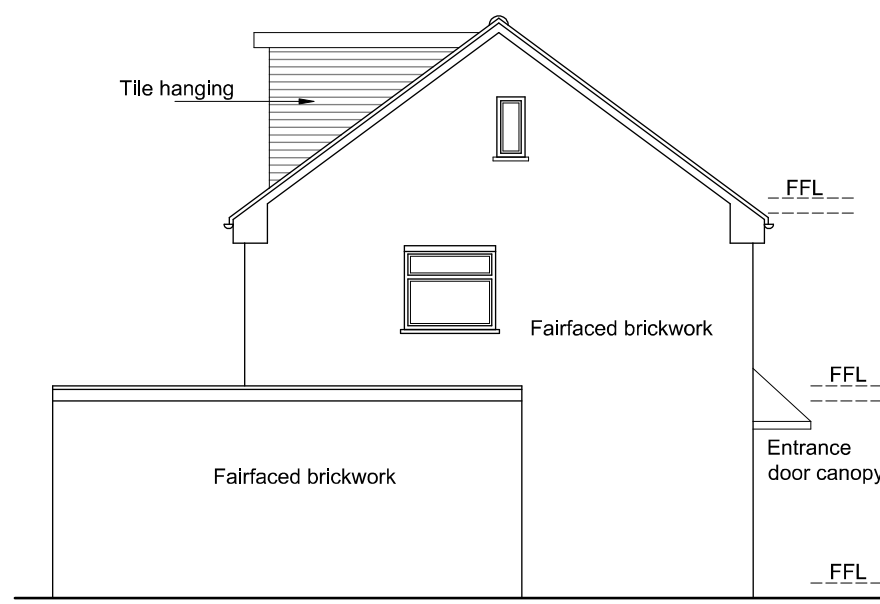 Tile hanging
FFL
Fairfaced brickwork
FFL
Entrance
door canopy
Fairfaced brickwork
FFL